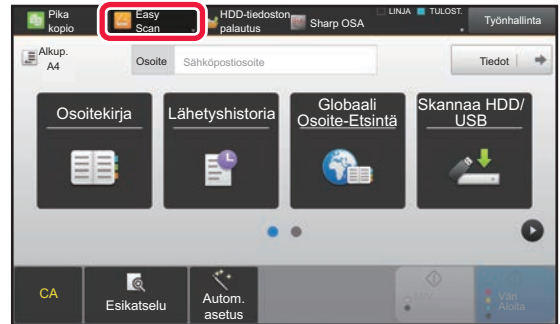 Pika
kopio
Easy
Scan
HDD-tiedoston
palautus
Sharp OSA
LINJA
TULOST.
Työnhallinta
Alkup.
A4
Osoite
Sähköpostiosoite
Tiedot
Osoitekirja
Lähetyshistoria
Globaali
Osoite-Etsintä
Skannaa HDD/
USB
CA
Esikatselu
Autom.
asetus
Väri
Aloita